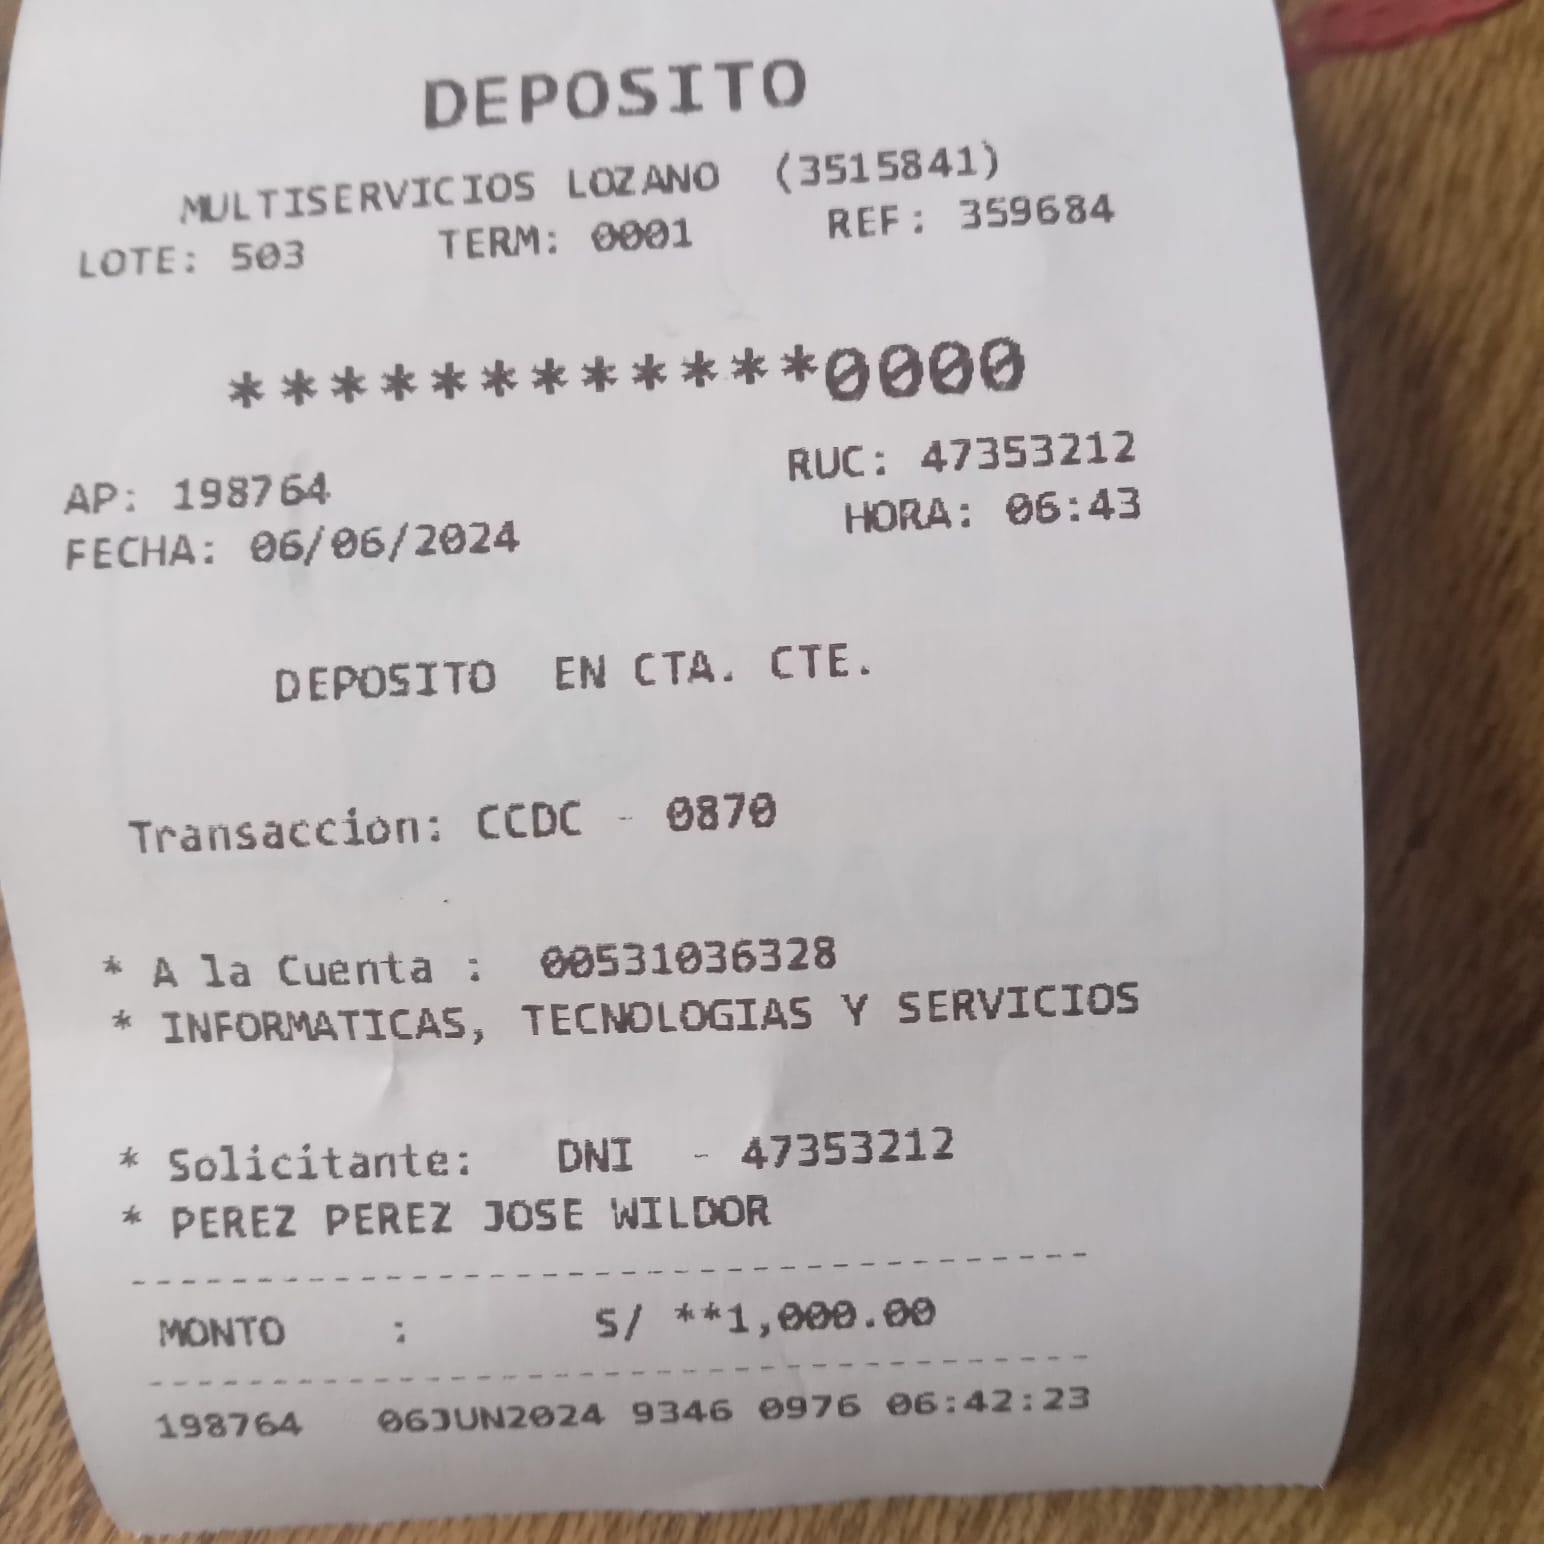 DEPOSITO
MULTISERVICIOS LOZANO (3515841)
LOTE: 503 TERM: 0001 REF: 359684
************0000
AP: 198764 RUC: 47353212
FECHA: 06/06/2024 HORA: 06:43
DEPOSITO EN CTA. CTE.
Transaccion: CCDC - 0870
* A la Cuenta : 00531036328
* INFORMATICAS, TECNOLOGIAS Y SERVICIOS
* Solicitante: DNI - 47353212
* PEREZ PEREZ JOSE WILDOR
MONTO : S/ **1,000.00
198764 06JUN2024 9346 0976 06:42:23